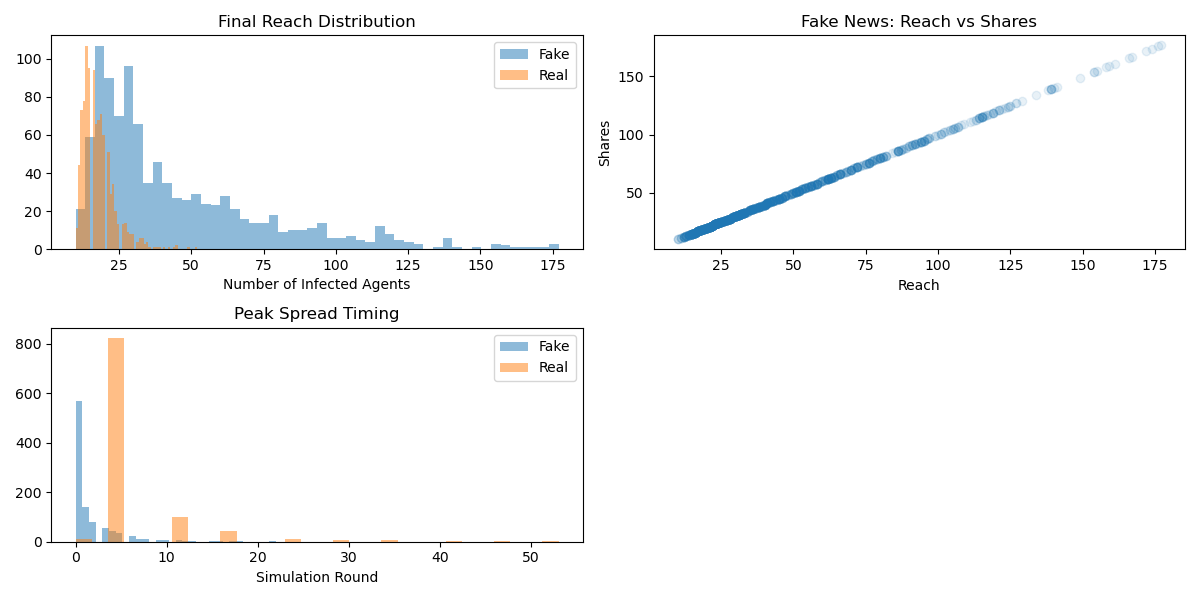 Final Reach Distribution
100
80
60
40
20
0
25 50 75 100 125 150 175
Number of Infected Agents
Fake
Real
Fake News: Reach vs Shares
150
100
50
Shares
25 50 75 100 125 150 175
Reach
Peak Spread Timing
800
600
400
200
0
0 10 20 30 40 50
Simulation Round
Fake
Real